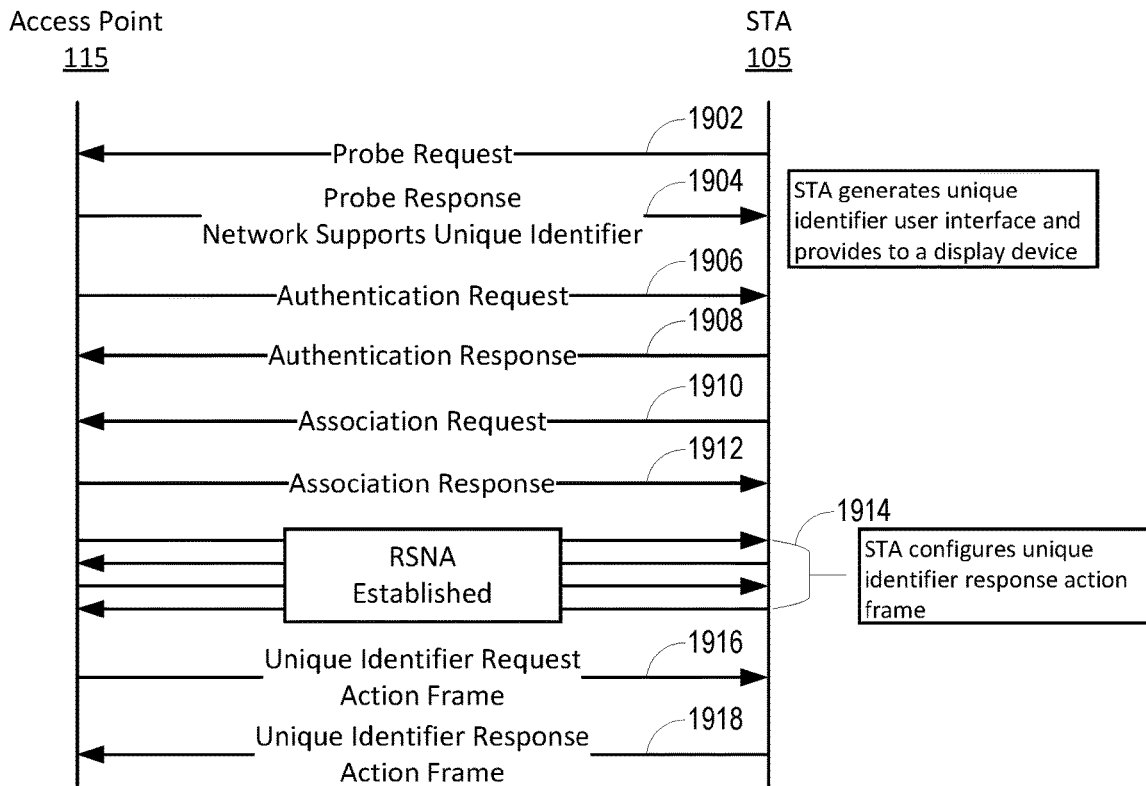 Access Point
115
STA
105
1902
Probe Request
1904
Probe Response
Network Supports Unique Identifier
STA generates unique
identifier user interface and
provides to a display device
1906
Authentication Request
1908
Authentication Response
1910
Association Request
1912
Association Response
1914
RSNA
Established
STA configures unique
identifier response action
frame
1916
Unique Identifier Request
Action Frame
1918
Unique Identifier Response
Action Frame